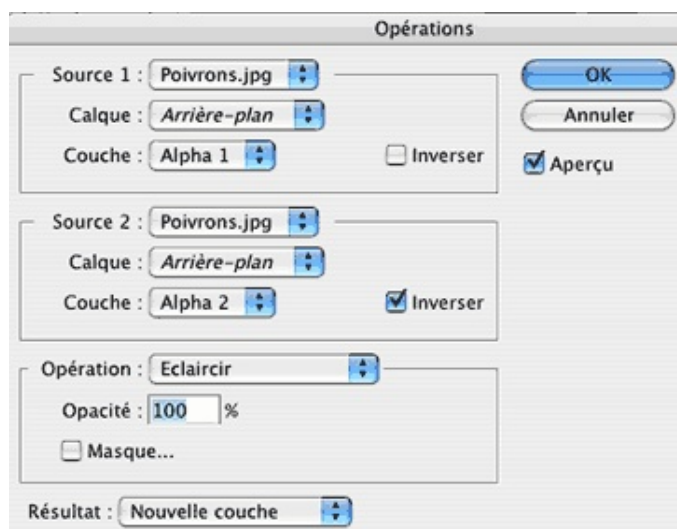 Opérations
Source 1 : Poivrons.jpg
Calque : Arrière-plan
Couche : Alpha 1 Inverser
OK
Annuler
Aperçu
Source 2 : Poivrons.jpg
Calque : Arrière-plan
Couche : Alpha 2 Inverser
Opération : Eclaircir
Opacité : 100 %
Masque...
Résultat : Nouvelle couche